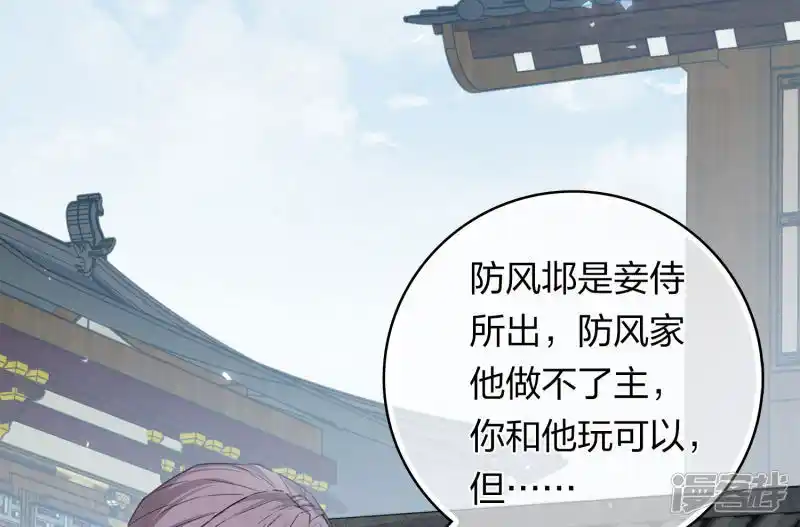 防风邶是妾侍
所出，防风家
他做不了主，
你和他玩可以，
但……
漫客栈